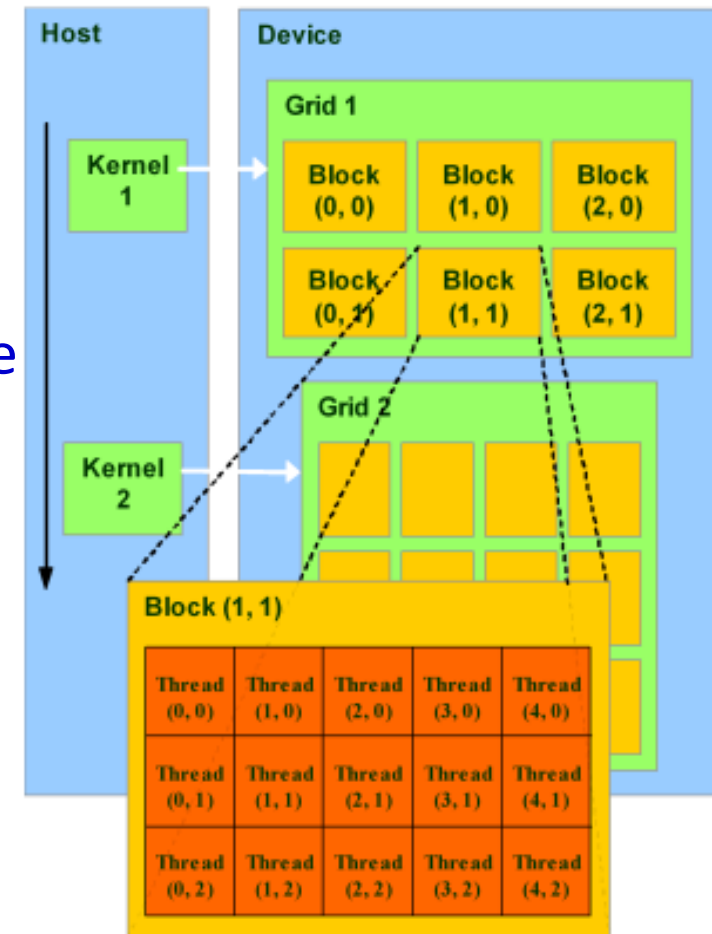 Host
Device
Grid 1
Kernel
1
Block
(0, 0)
Block
(1, 0)
Block
(2, 0)
Block
(0, 1)
Block
(1, 1)
Block
(2, 1)
e
Grid 2
Kernel
2
Block (1, 1)
Thread
(0, 0)
Thread
(1, 0)
Thread
(2, 0)
Thread
(3, 0)
Thread
(4, 0)
Thread
(0, 1)
Thread
(1, 1)
Thread
(2, 1)
Thread
(3, 1)
Thread
(4, 1)
Thread
(0, 2)
Thread
(1, 2)
Thread
(2, 2)
Thread
(3, 2)
Thread
(4, 2)